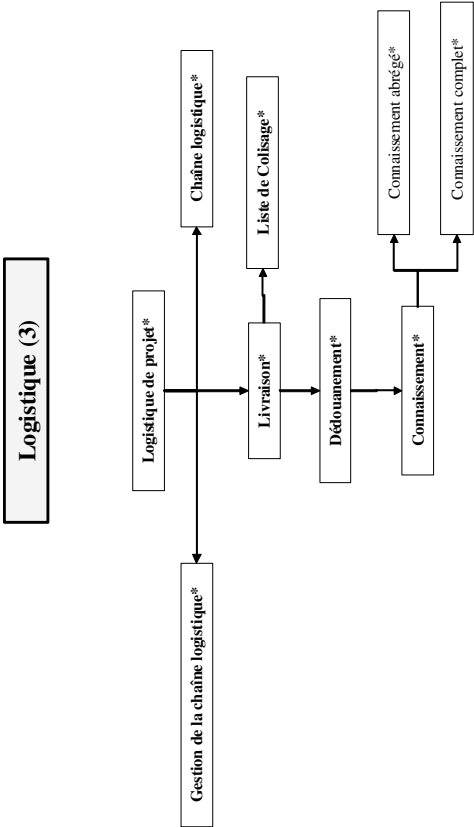 Logistique (3)
Logistique de projet*
Gestion de la chaîne logistique*
Chaîne logistique*
Livraison*
Liste de Colisage*
Dédouanement*
Connaissement*
Connaissement abrégé*
Connaissement complet*